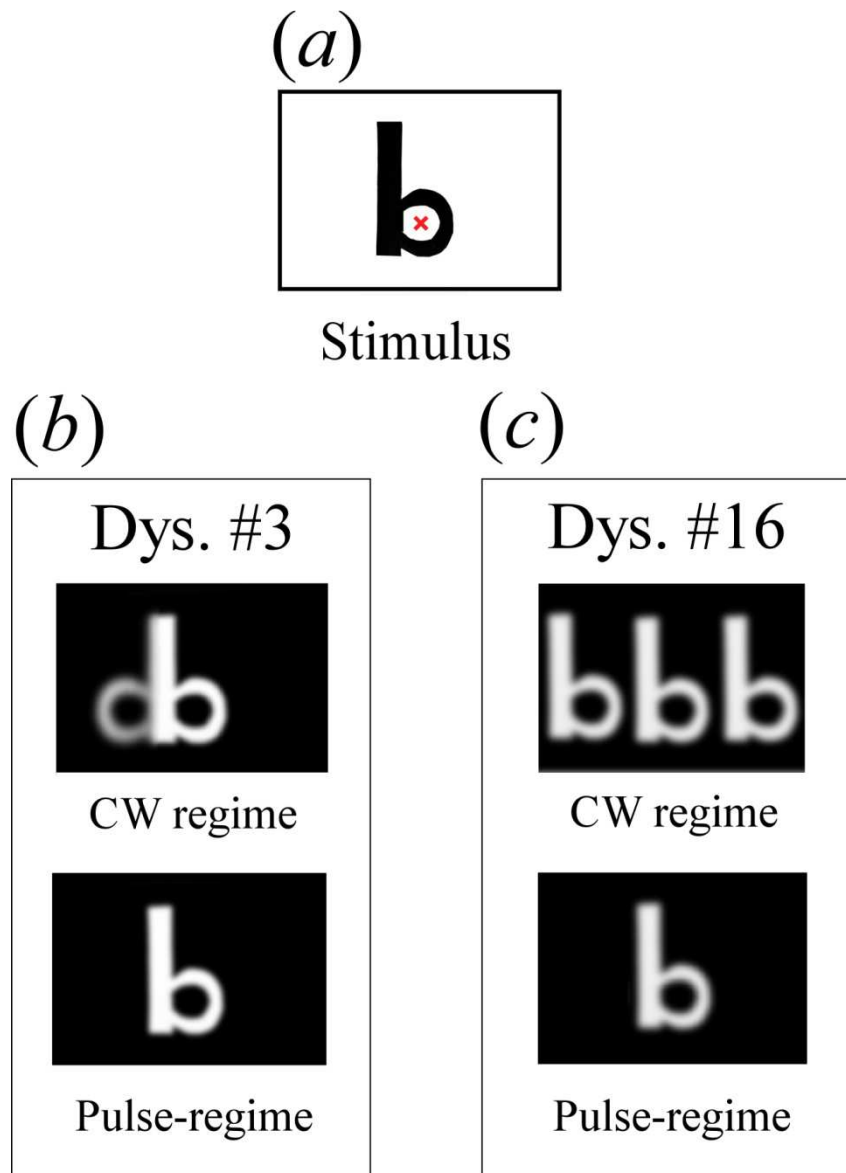 (a)
b
Stimulus
(b)
Dys. #3
db
CW regime
b
Pulse-regime
(c)
Dys. #16
bbb
CW regime
b
Pulse-regime